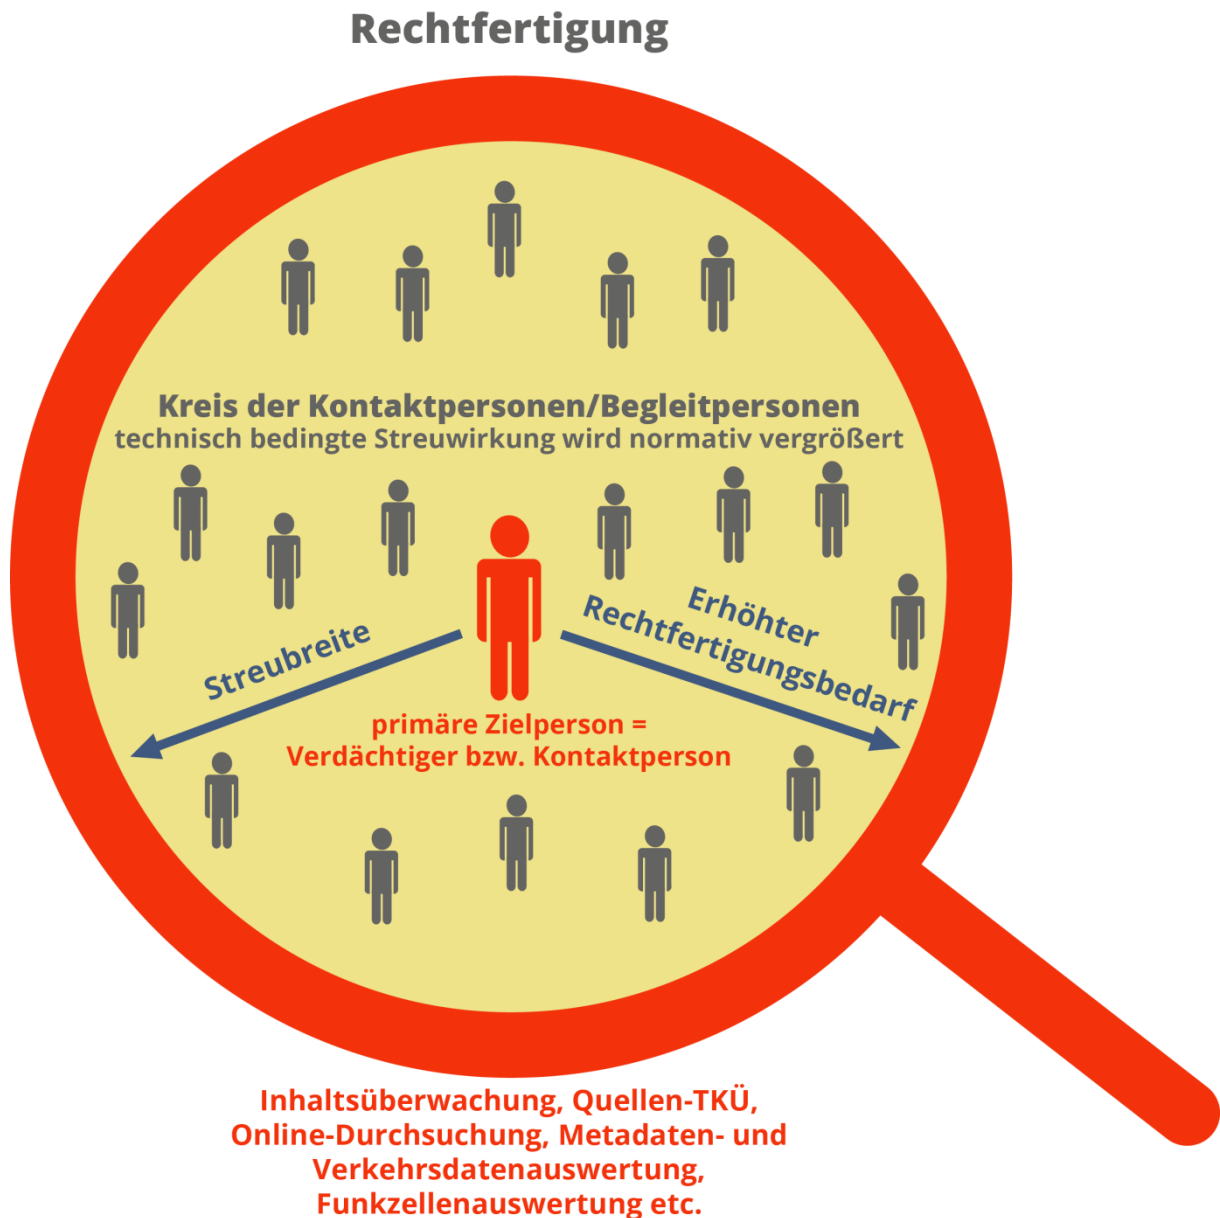 Rechtfertigung
Kreis der Kontaktpersonen/Begleitpersonen
technisch bedingte Streuwirkung wird normativ vergrößert
Streubreite
Erhöhter
Rechtfertigungsbedarf
primäre Zielperson =
Verdächtiger bzw. Kontaktperson
Inhaltsüberwachung, Quellen-TKÜ,
Online-Durchsuchung, Metadaten- und
Verkehrsdatenauswertung,
Funkzellenauswertung etc.